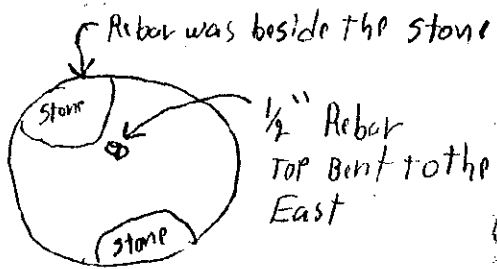 Rebar was beside the stone
Stone
1/2" Rebar
Top Bent to the
East
Stone